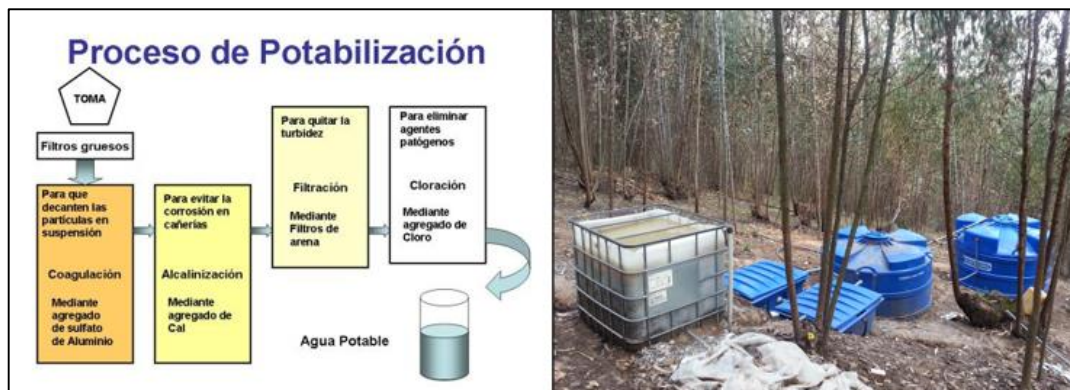 Proceso de Potabilización
TOMA
Filtros gruesos
Para que
decanten las
partículas en
suspensión
Coagulación
Mediante
agregado
de sulfato
de Aluminio
Para evitar la
corrosión en
cañerías
Alcalinización
Mediante
agregado de
Cal
Para quitar la
turbidez
Filtración
Mediante
Filtros de
arena
Para eliminar
agentes
patógenos
Cloración
Mediante
agregado de
Cloro
Agua Potable